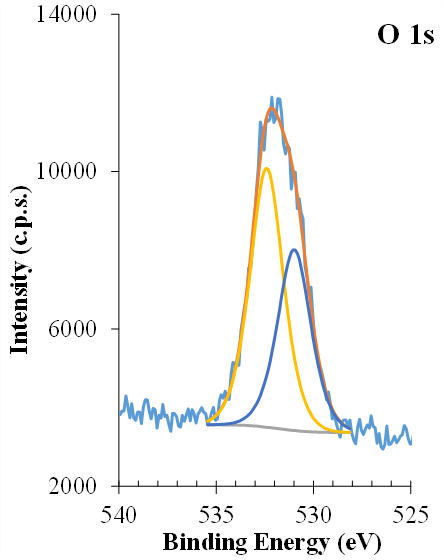 14000
O 1s
10000
Intensity (c.p.s.)
6000
2000
540 535 530 525
Binding Energy (eV)